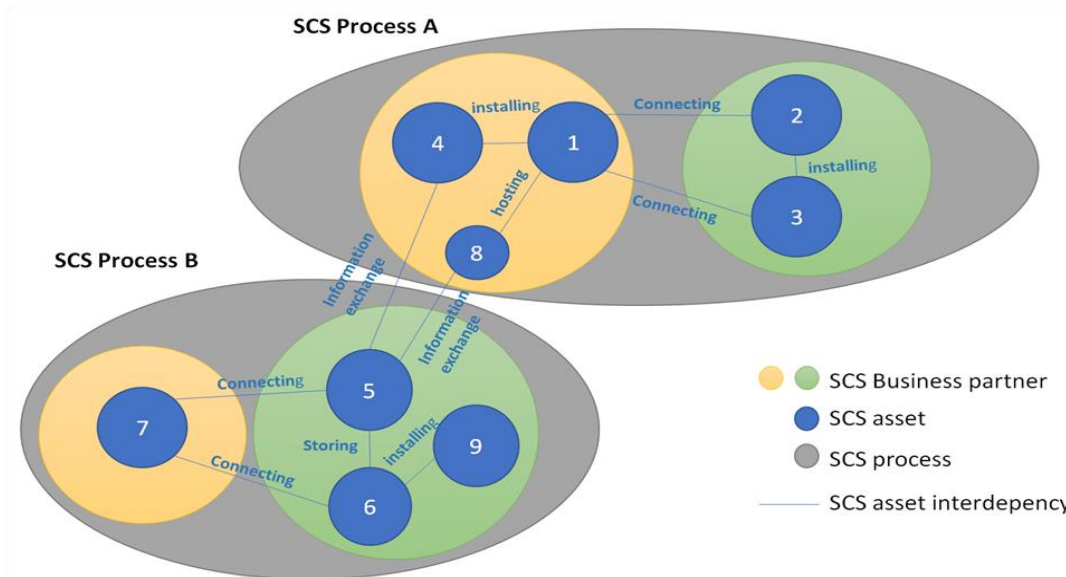 SCS Process A
4
installing
1
Connecting
2
installing
3
Connecting
hosting
8
Information
exchange
Information
exchange
SCS Process B
7
Connecting
5
Storing
installing
9
Connecting
6
SCS Business partner
SCS asset
SCS process
SCS asset interdepency